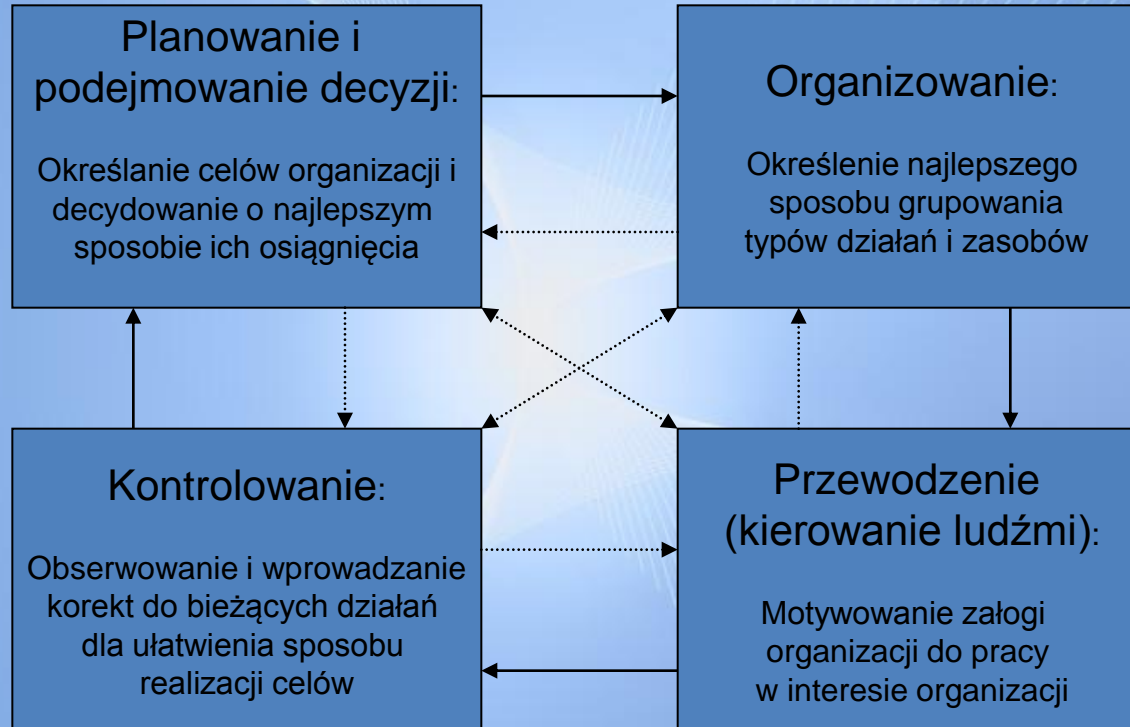 Planowanie i
podejmowanie decyzji:
Określanie celów organizacji i
decydowanie o najlepszym
sposobie ich osiągnięcia
Organizowanie:
Określenie najlepszego
sposobu grupowania
typów działań i zasobów
Kontrolowanie:
Obserwowanie i wprowadzanie
korekt do bieżących działań
dla ułatwienia sposobu
realizacji celów
Przewodzenie
(kierowanie ludźmi):
Motywowanie załogi
organizacji do pracy
w interesie organizacji